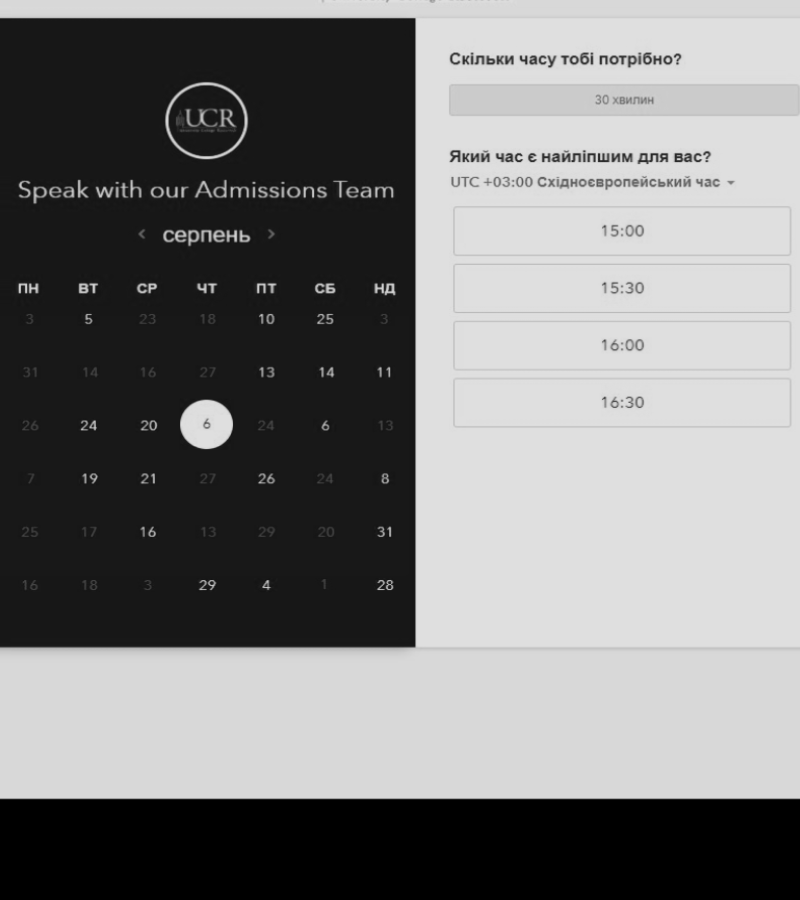 UCR
Speak with our Admissions Team
< серпень >
ПН ВТ СР ЧТ ПТ СБ НД
3 5 23 18 10 25 3
31 14 16 27 13 14 11
26 24 20 6 24 6 13
7 19 21 27 26 24 8
25 17 16 13 29 20 31
16 18 3 29 4 1 28
Скільки часу тобі потрібно?
30 хвилин
Який час є найліпшим для вас?
UTC +03:00 Східноєвропейський час
15:00
15:30
16:00
16:30